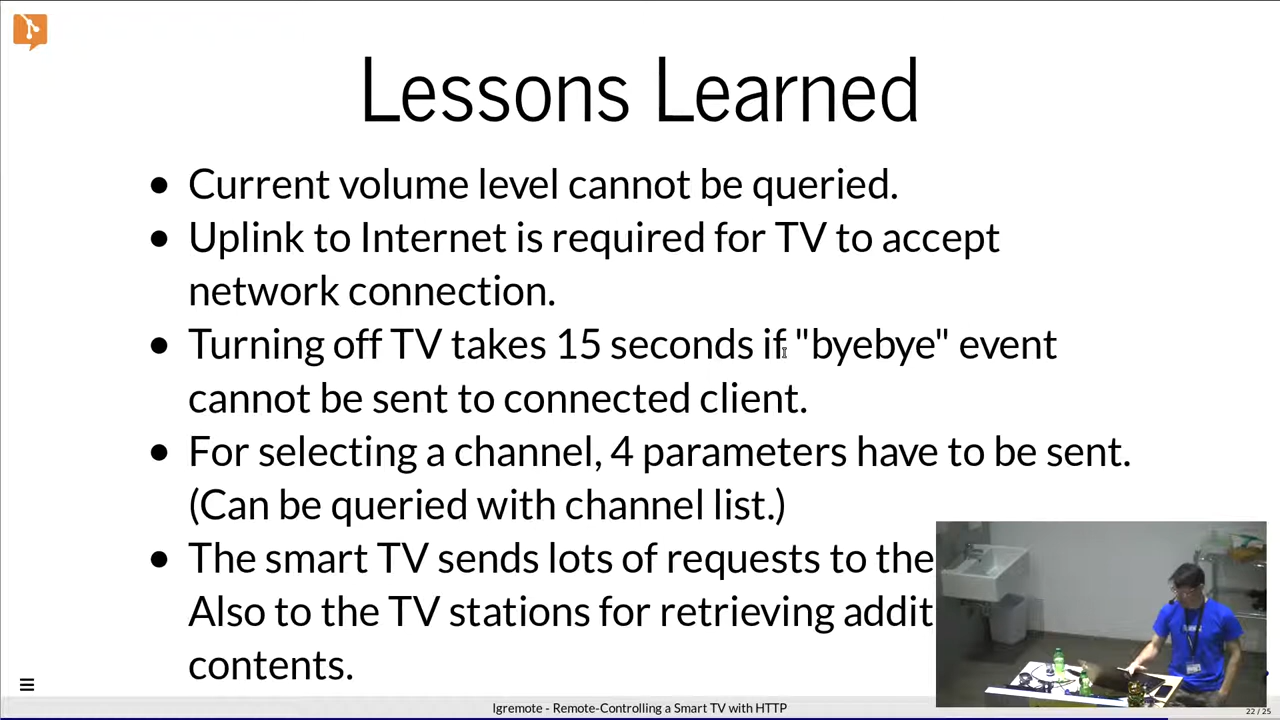 Lessons Learned
• Current volume level cannot be queried.
• Uplink to Internet is required for TV to accept
network connection.
• Turning off TV takes 15 seconds if "byebye" event
cannot be sent to connected client.
• For selecting a channel, 4 parameters have to be sent.
(Can be queried with channel list.)
• The smart TV sends lots of requests to the
Also to the TV stations for retrieving addit
contents.
lgremote - Remote-Controlling a Smart TV with HTTP
22 / 25